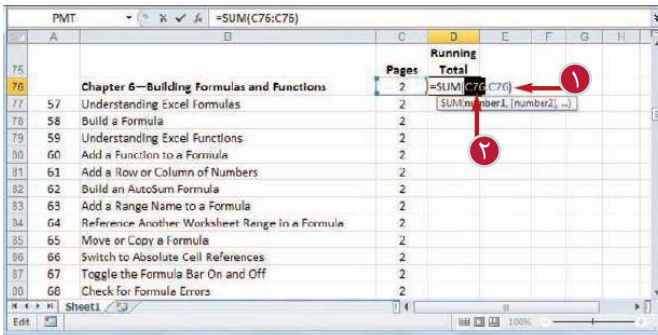 PMT =SUM(C76:C76)
A B C D E F G H
75 Pages Running Total
76 Chapter 6—Building Formulas and Functions 2 =SUM(C76:C76) ١
77 57 Understanding Excel Formulas 2 SUM(number1, [number2], ...)
78 58 Build a Formula 2 ٢
79 59 Understanding Excel Functions 2
80 60 Add a Function to a Formula 2
81 61 Add a Row or Column of Numbers 2
82 62 Build an AutoSum Formula 2
83 63 Add a Range Name to a Formula 2
84 64 Reference Another Worksheet Range in a Formula 2
85 65 Move or Copy a Formula 2
86 66 Switch to Absolute Cell References 2
87 67 Toggle the Formula Bar On and Off 2
88 68 Check for Formula Errors 2
Sheet1
Edit 100%